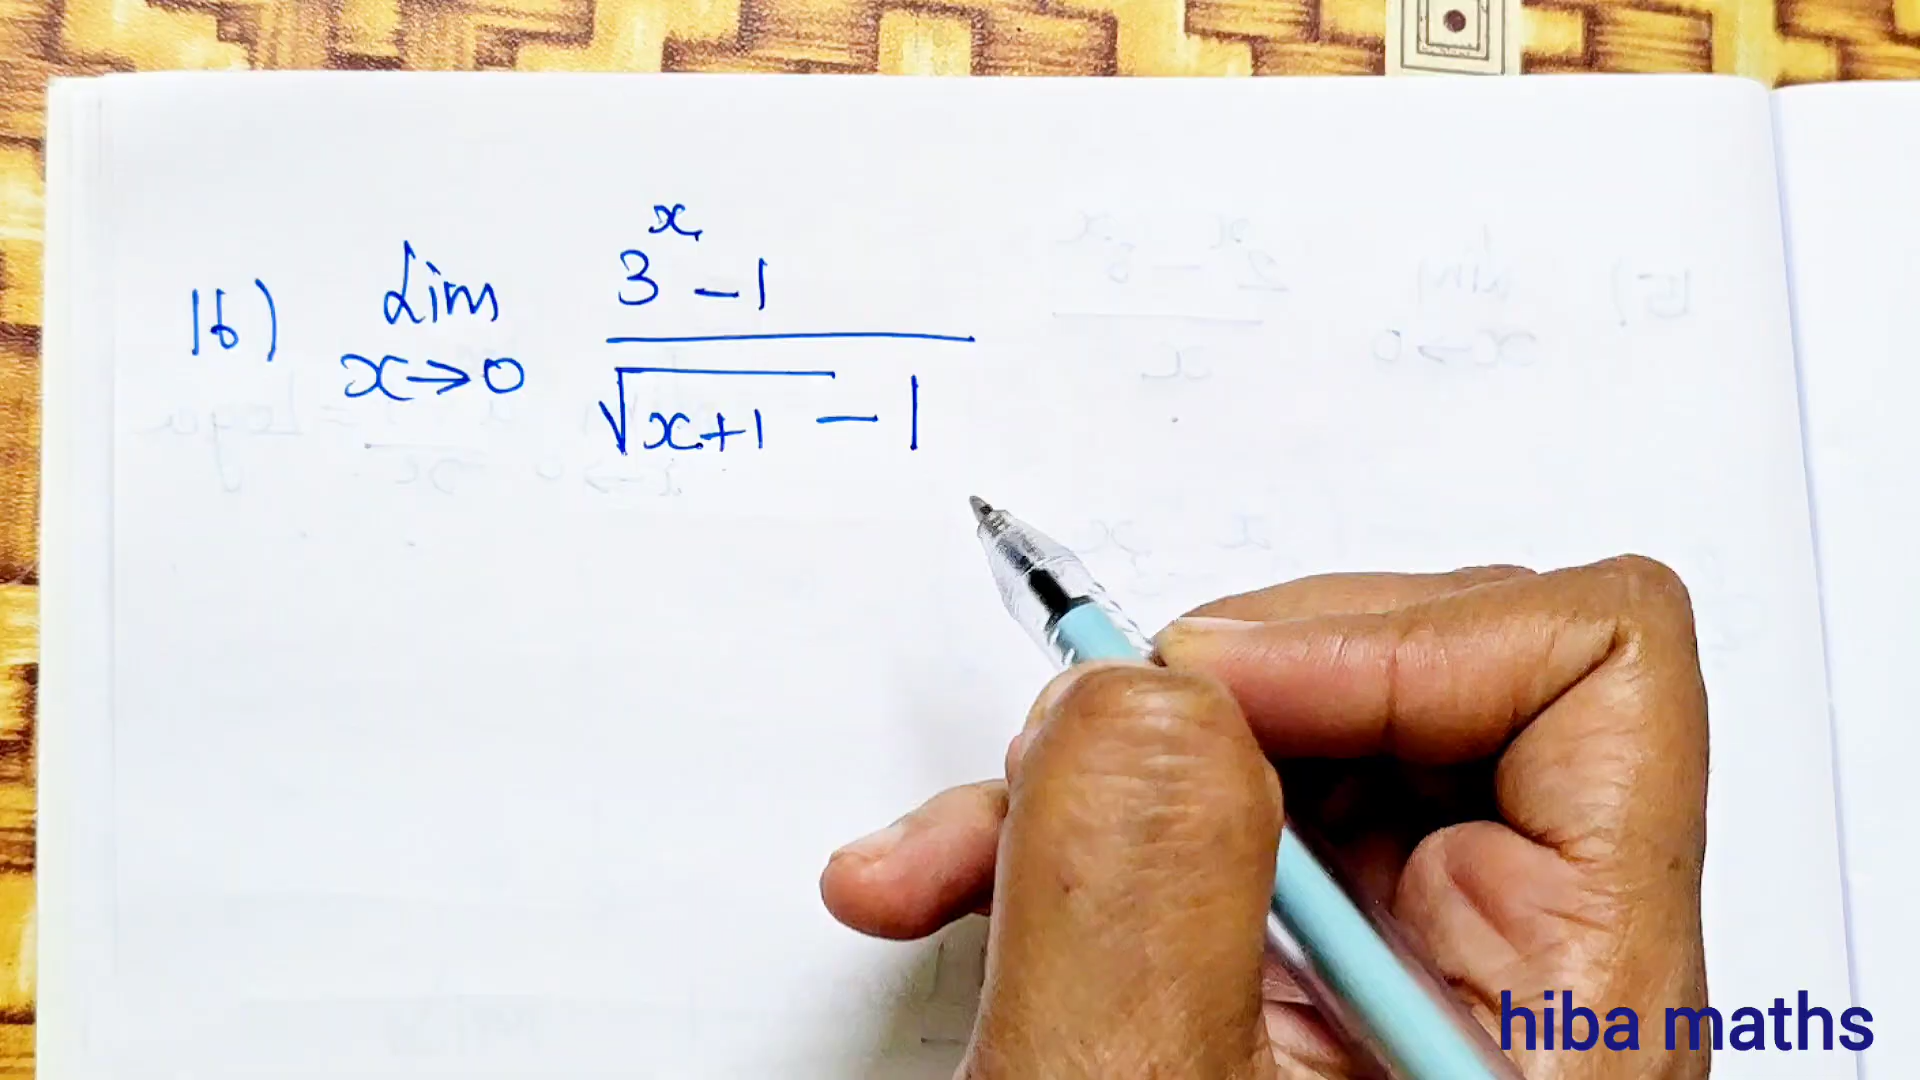 16) Lim 3^x - 1
x→0 √x+1 - 1
hiba maths